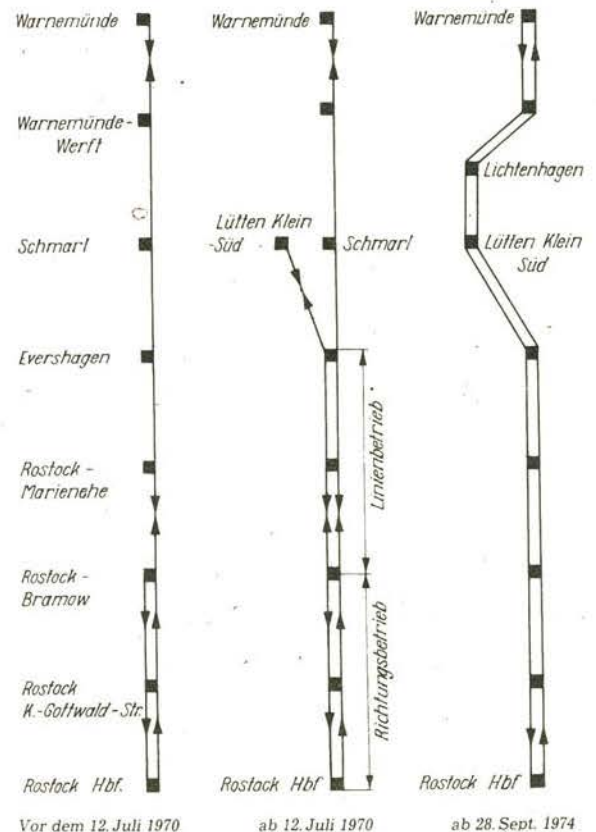 Warnemünde
Warnemünde-
Werft
Schmarl
Evershagen
Rostock -
Marienehe
Rostock -
Bramow
Rostock
K.-Gottwald-Str.
Rostock Hbf.
Vor dem 12. Juli 1970
Warnemünde
Lütten Klein
-Süd
Schmarl
Linienbetrieb
Richtungsbetrieb
Rostock Hbf
ab 12. Juli 1970
Warnemünde
Lichtenhagen
Lütten Klein
Süd
Rostock Hbf
ab 28. Sept. 1974